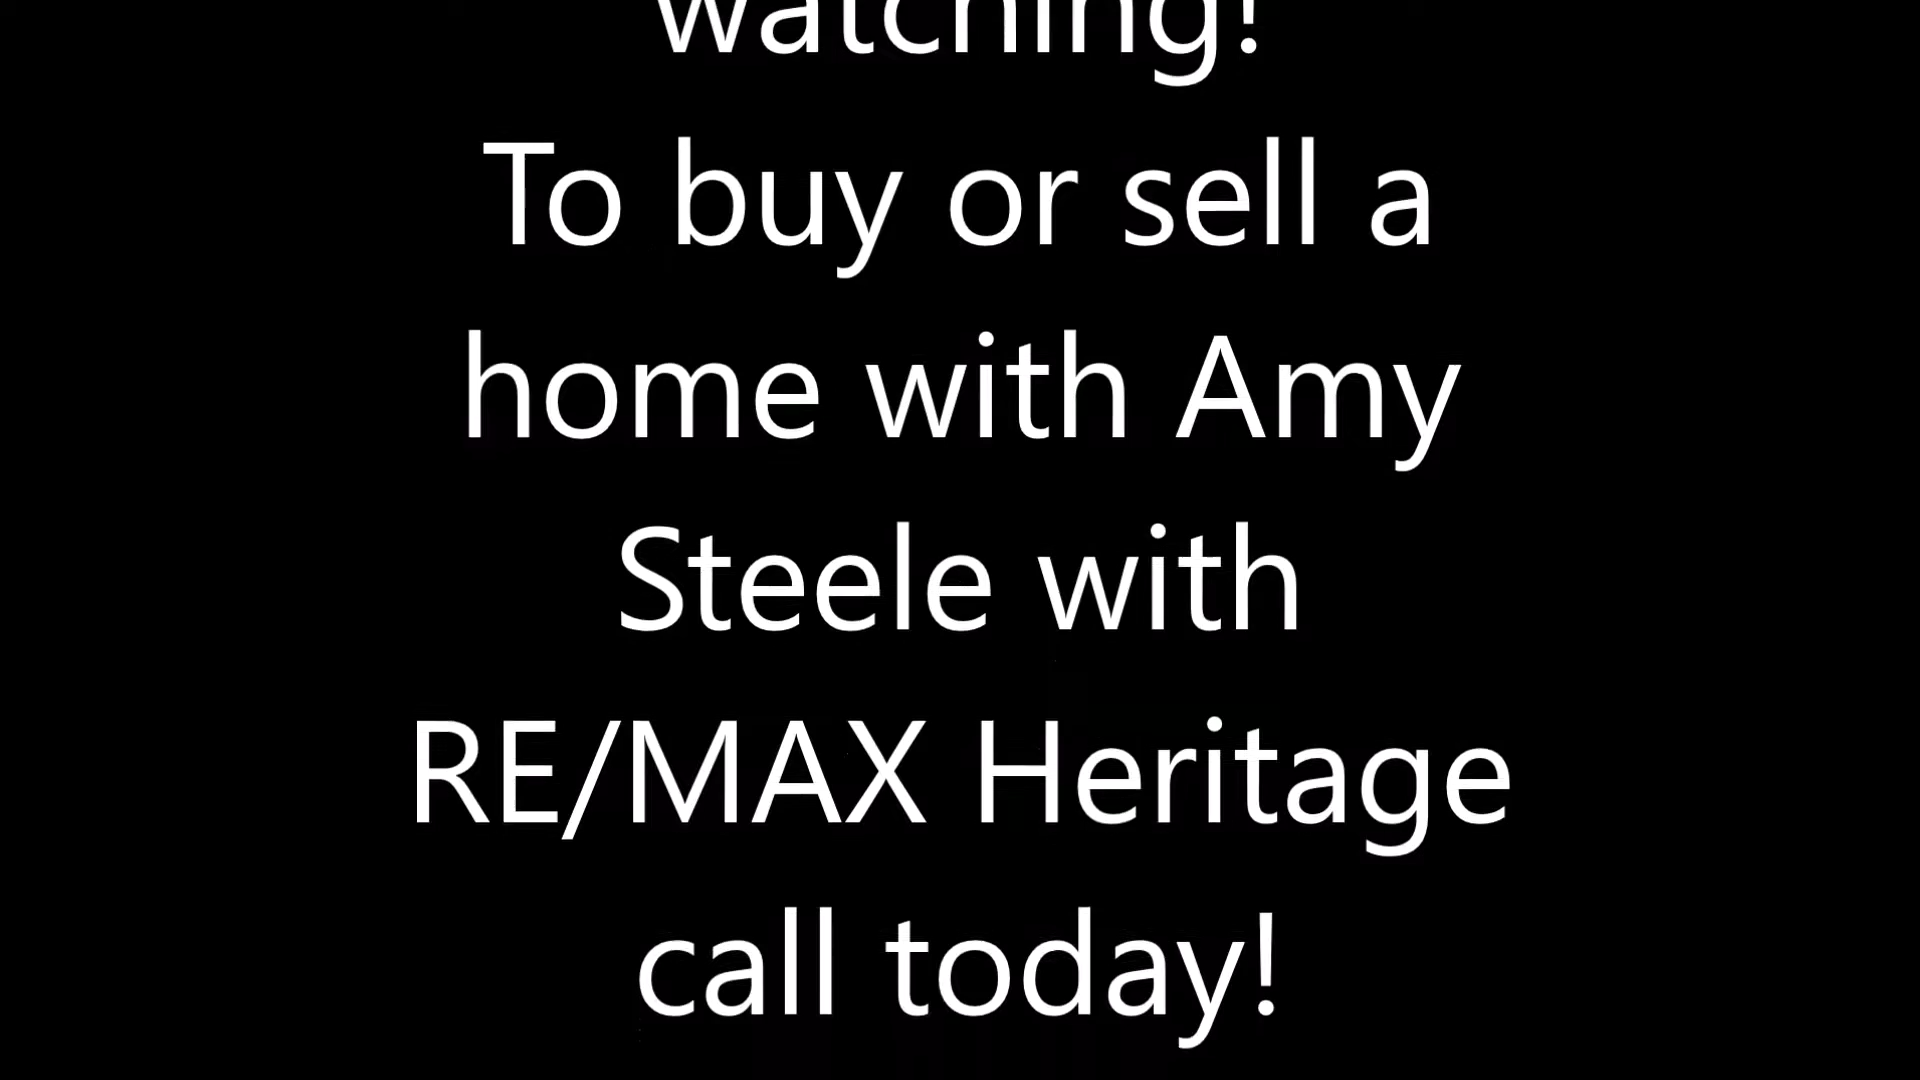 watching!
To buy or sell a
home with Amy
Steele with
RE/MAX Heritage
call today!